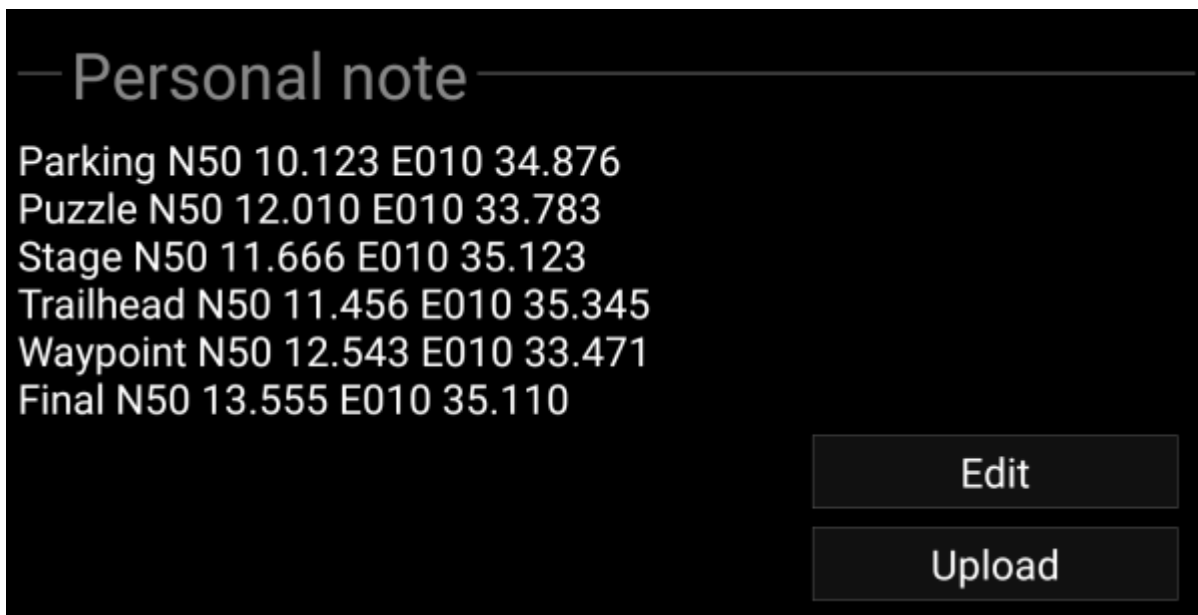 Personal note
Parking N50 10.123 E010 34.876
Puzzle N50 12.010 E010 33.783
Stage N50 11.666 E010 35.123
Trailhead N50 11.456 E010 35.345
Waypoint N50 12.543 E010 33.471
Final N50 13.555 E010 35.110
Edit
Upload